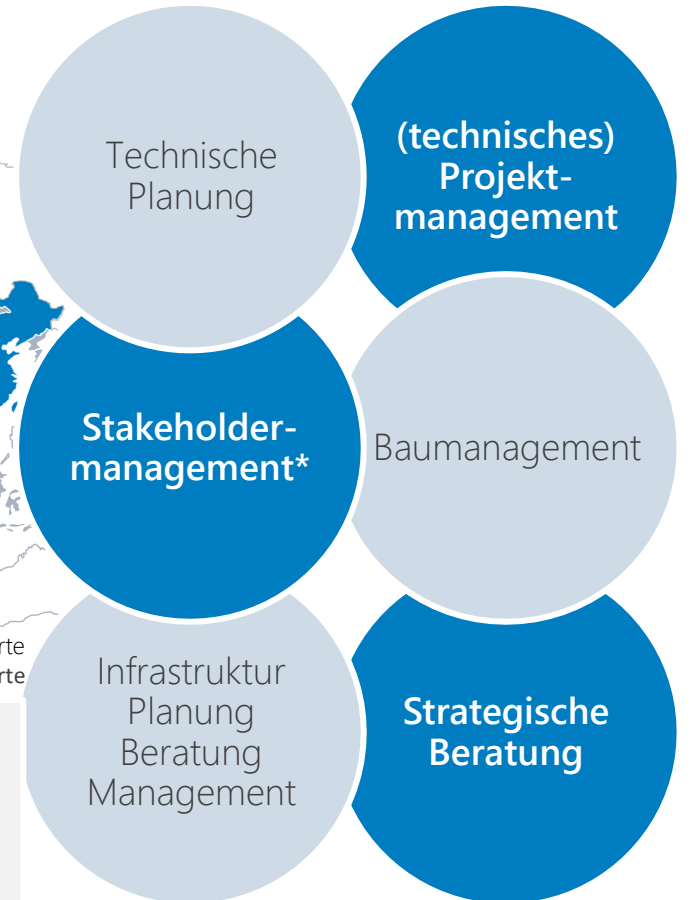 Technische
Planung
(technisches)
Projekt-
management
Stakeholder-
management*
Baumanagement
rte
rte
Infrastruktur
Planung
Beratung
Management
Strategische
Beratung